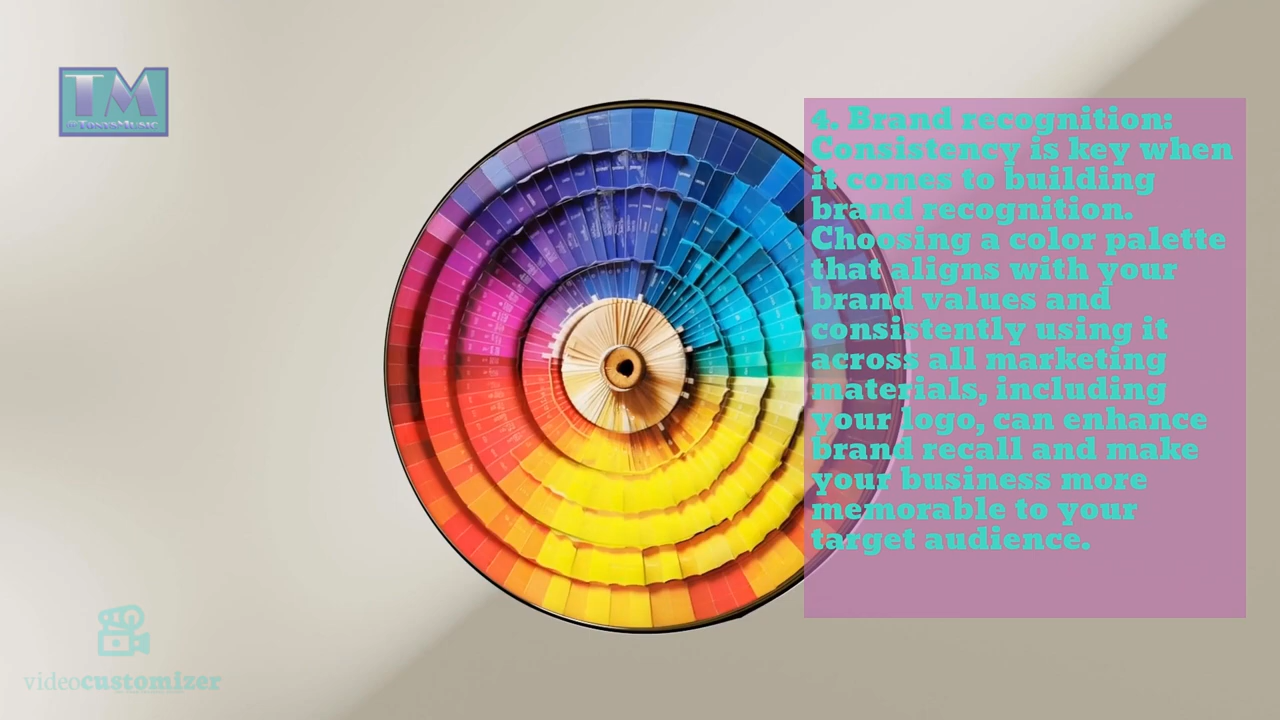 TM
TonysMusic
4. Brand recognition:
Consistency is key when
it comes to building
brand recognition.
Choosing a color palette
that aligns with your
brand values and
consistently using it
across all marketing
materials, including
your logo, can enhance
brand recall and make
your business more
memorable to your
target audience.
videocustomizer